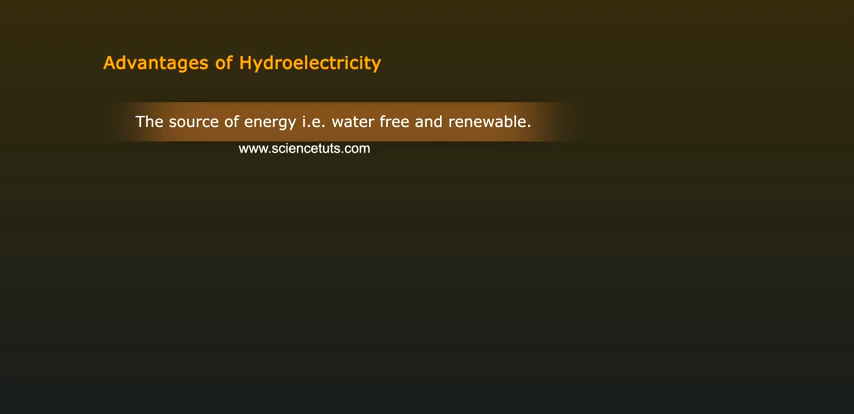 Advantages of Hydroelectricity
The source of energy i.e. water free and renewable.
www.sciencetuts.com